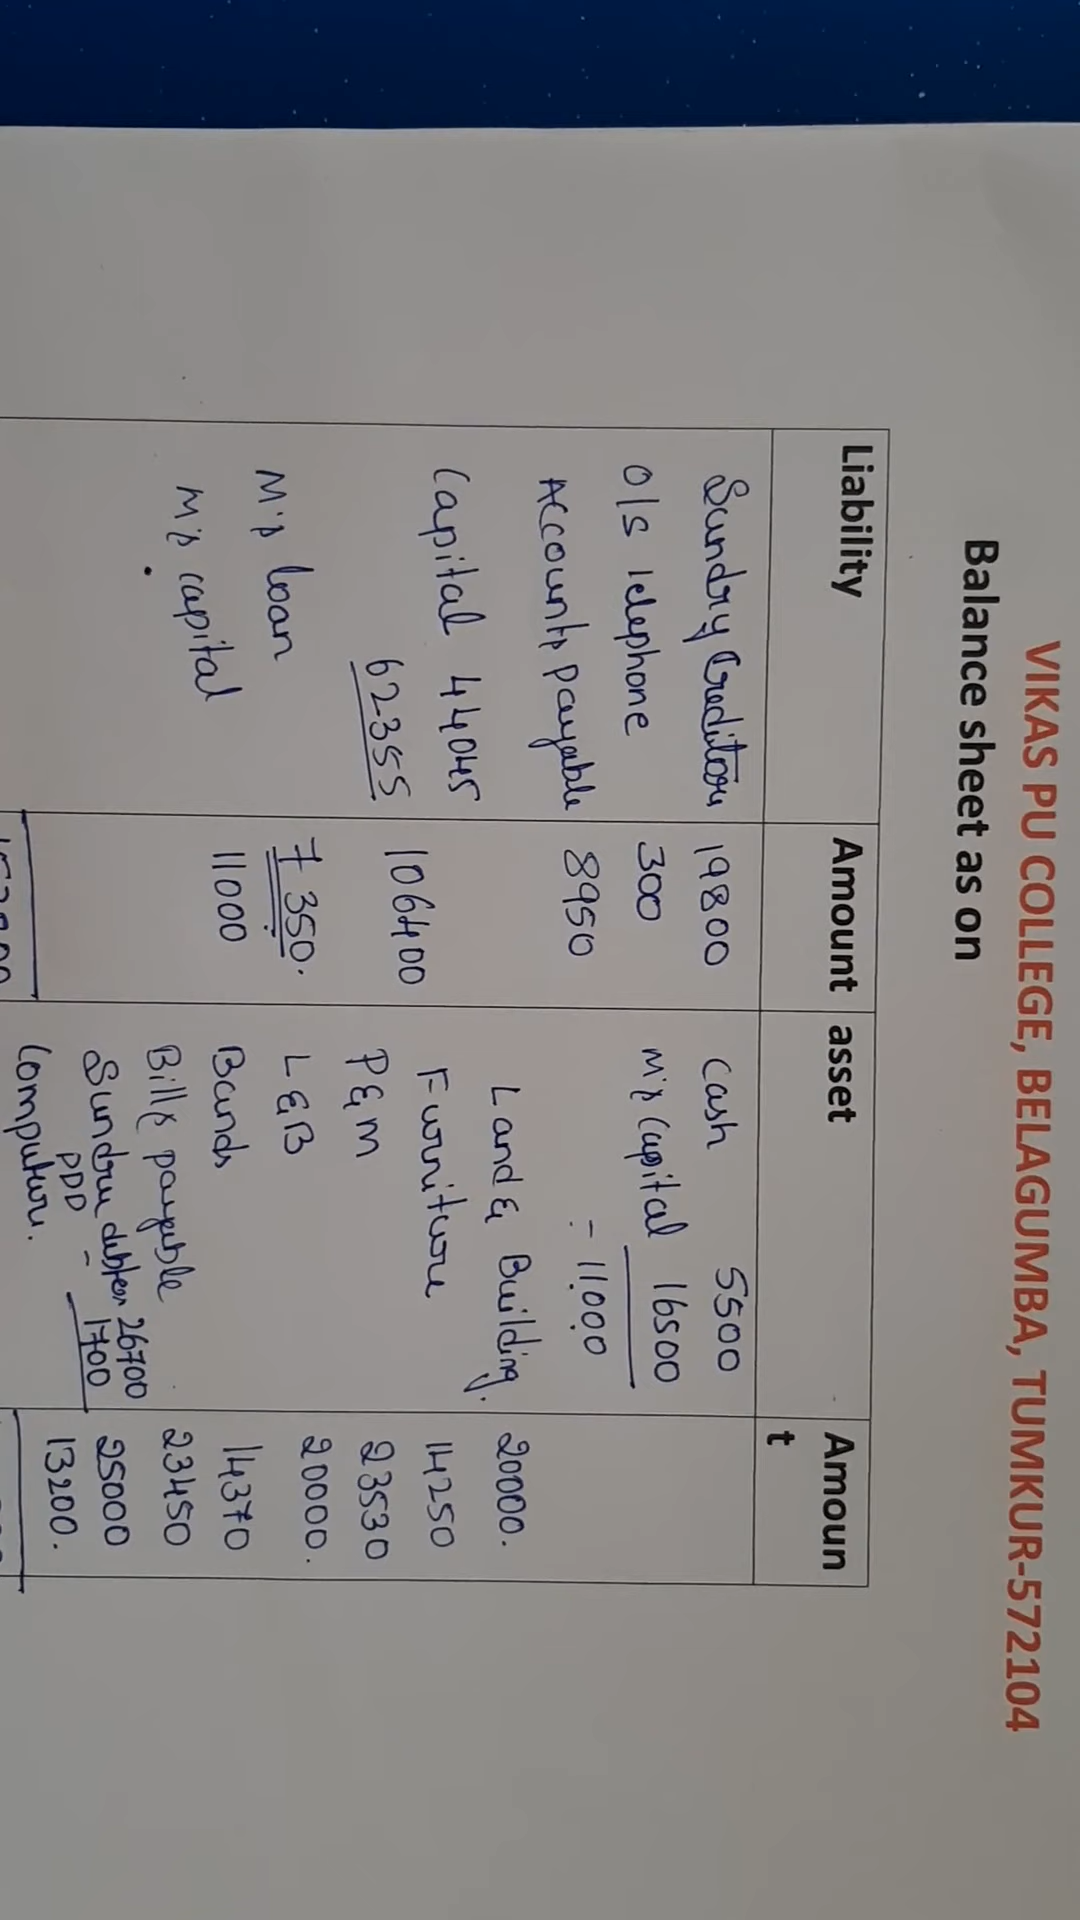 VIKAS PU COLLEGE, BELAGUMBA, TUMKUR-572104
Balance sheet as on
Liability Amount asset Amoun
t
Sundry Creditors 19800 Cash 5500
O/S telephone 300 M's Capital 16500
Accounts payable 8950 - 11000
Land & Building. 20000.
Capital 44045 Furniture 14250
62355 106400 P&M 23530
M's loan 7350. L&B 20000.
M's capital 11000 Bands 14370
Bills payable 23450
Sundry debtor 26700 25000
PDD - 1700
Computer. 13200.